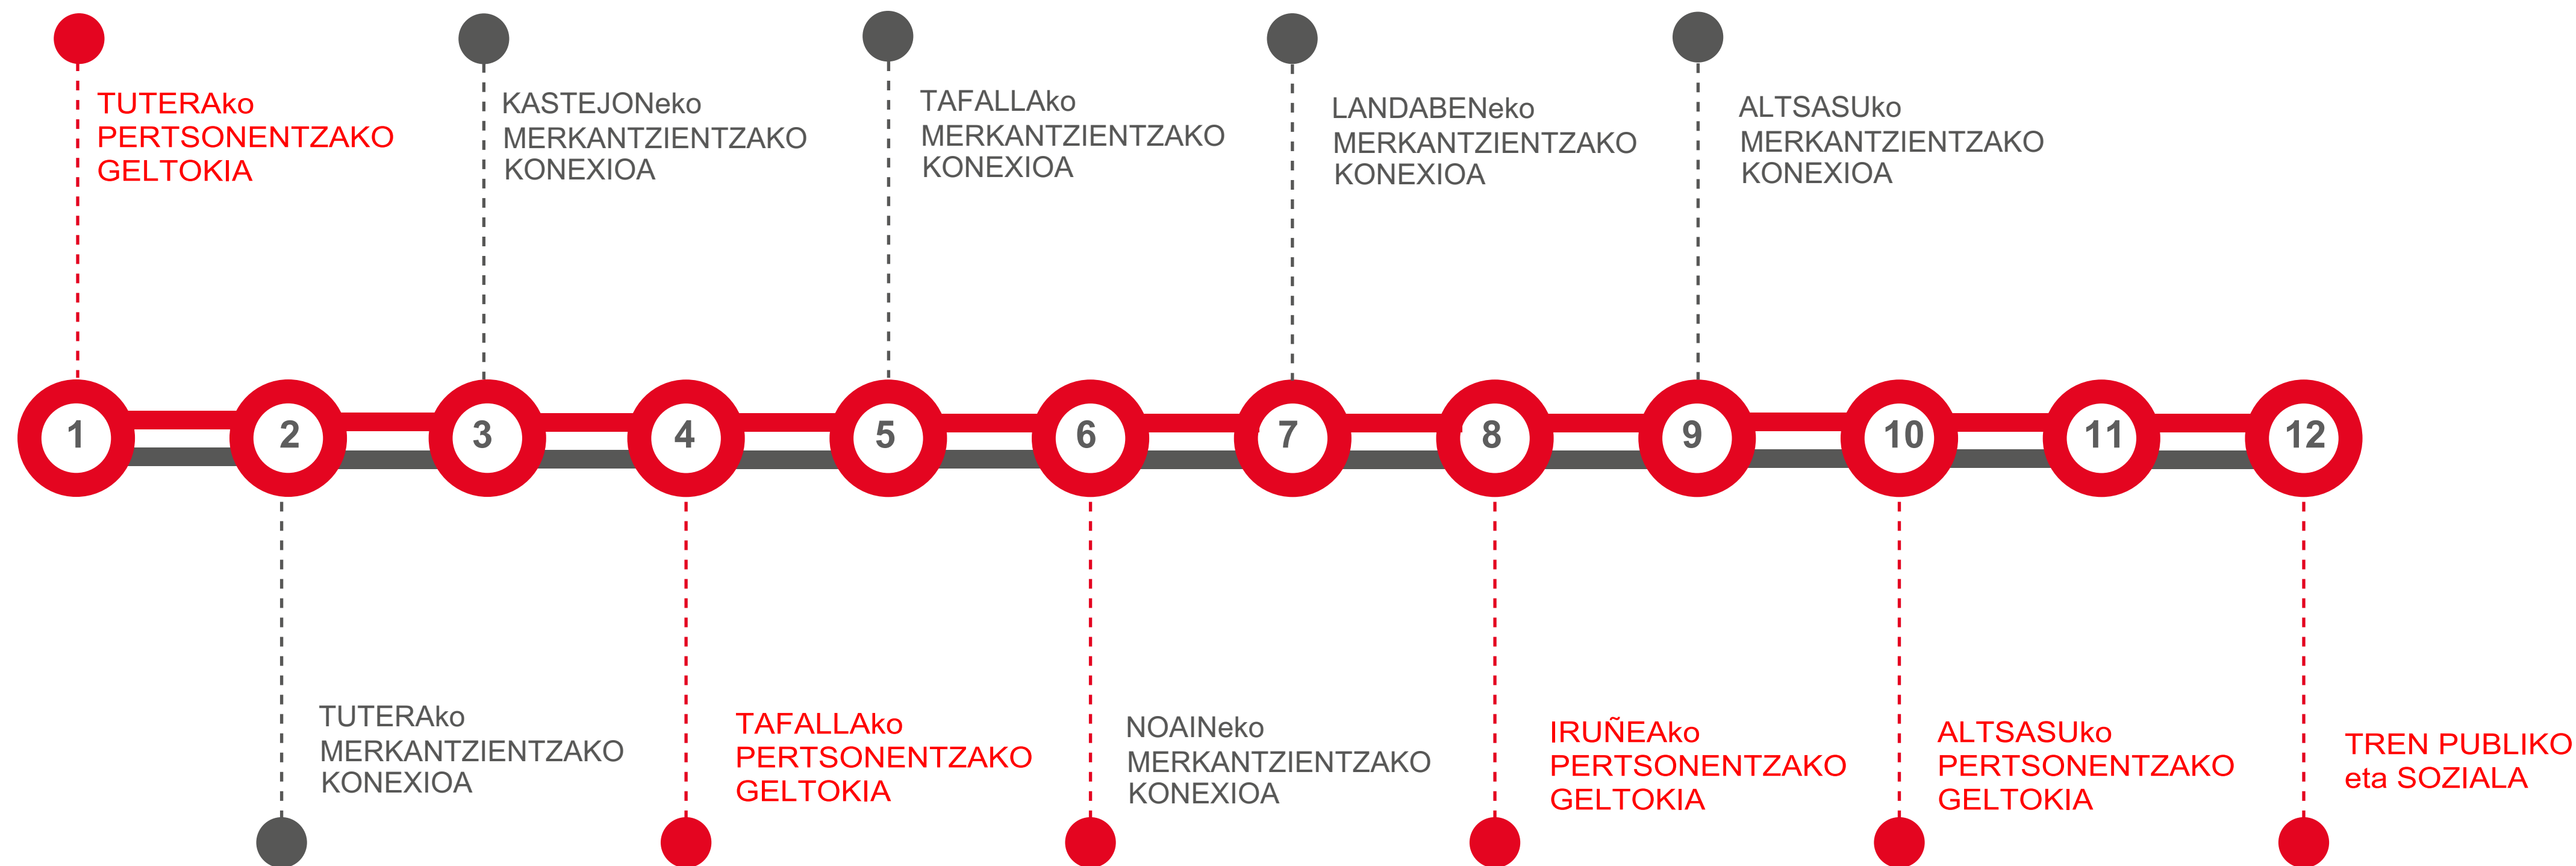 TUTERAko
PERTSONENTZAKO
GELTOKIA
KASTEJONeko
MERKANTZIENTZAKO
KONEXIOA
TAFALLAko
MERKANTZIENTZAKO
KONEXIOA
LANDABENeko
MERKANTZIENTZAKO
KONEXIOA
ALTSASUko
MERKANTZIENTZAKO
KONEXIOA
1 2 3 4 5 6 7 8 9 10 11 12
TUTERAko
MERKANTZIENTZAKO
KONEXIOA
TAFALLAko
PERTSONENTZAKO
GELTOKIA
NOAINeko
MERKANTZIENTZAKO
KONEXIOA
IRUÑEAko
PERTSONENTZAKO
GELTOKIA
ALTSASUko
PERTSONENTZAKO
GELTOKIA
TREN PUBLIKO
eta SOZIALA